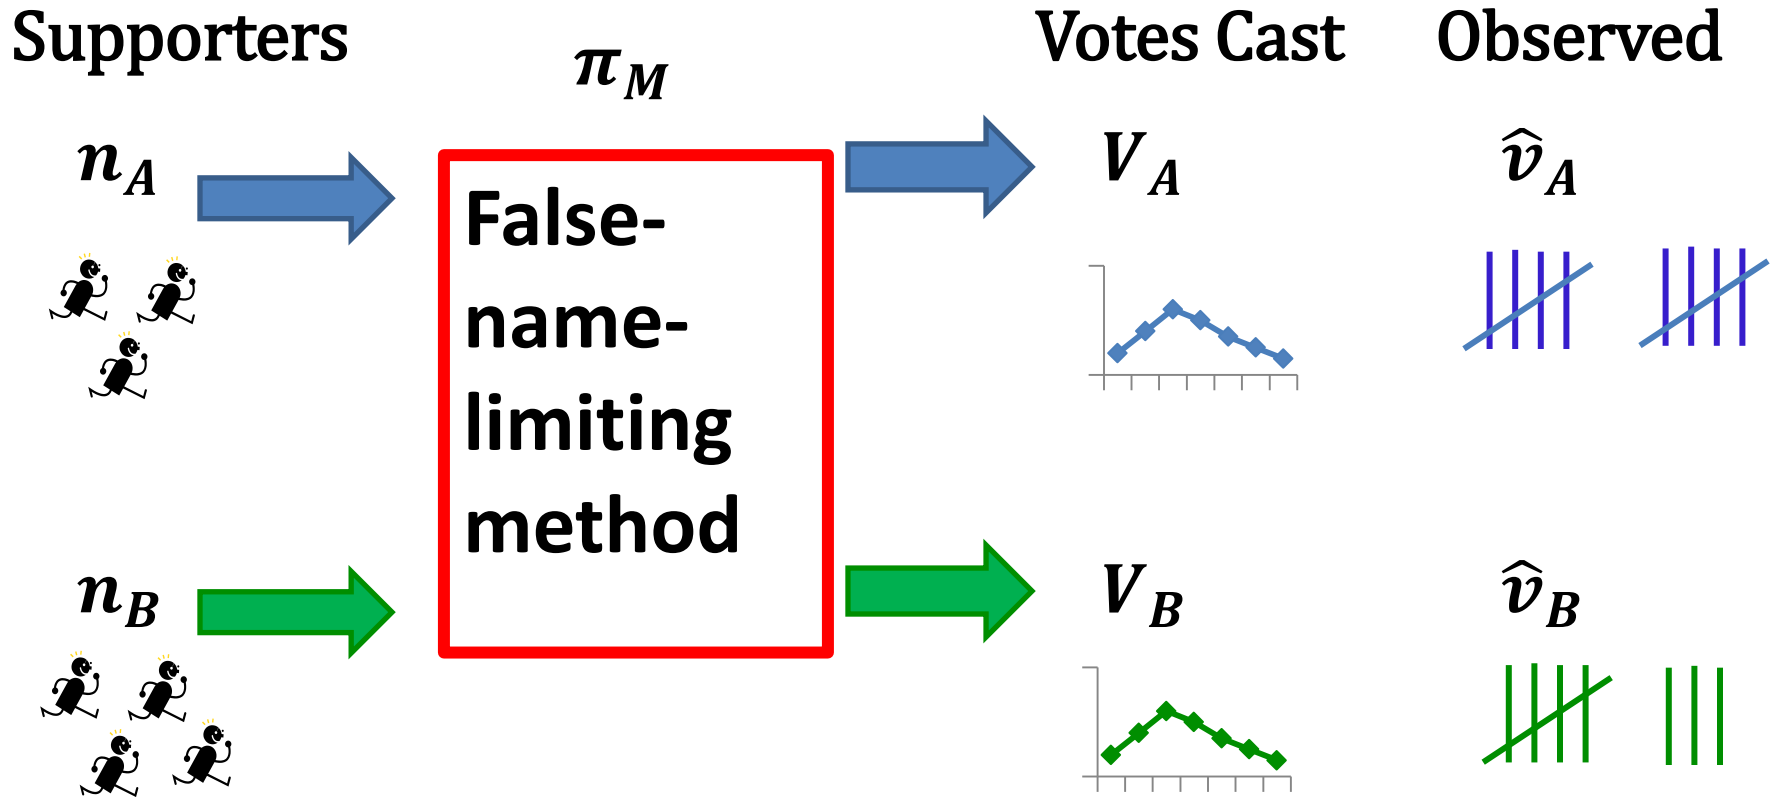 Supporters
π_M
Votes Cast
Observed
n_A
V_A
v̂_A
False-
name-
limiting
method
n_B
V_B
v̂_B